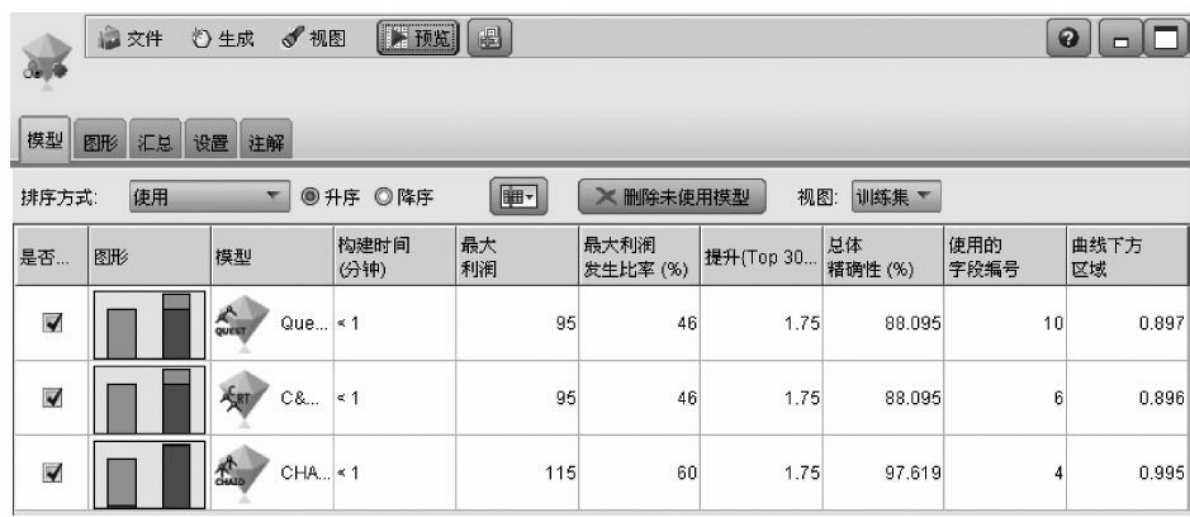 文件 生成 视图 预览
模型 图形 汇总 设置 注解
排序方式: 使用 升序 降序 删除未使用模型 视图: 训练集
是否... 图形 模型 构建时间 (分钟) 最大 利润 最大利润 发生比率 (%) 提升(Top 30... 总体 精确性 (%) 使用的 字段编号 曲线下方 区域
QUEST Que... < 1 95 46 1.75 88.095 10 0.897
C&RT C&... < 1 95 46 1.75 88.095 6 0.896
CHAID CHA... < 1 115 60 1.75 97.619 4 0.995